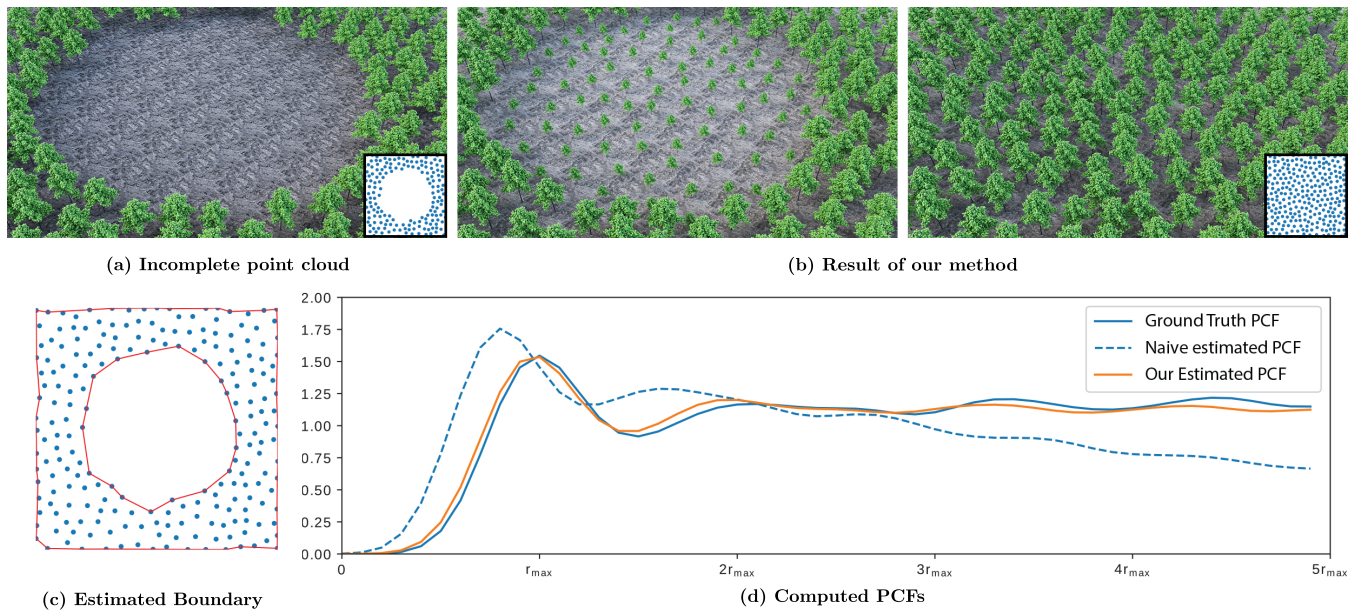 (a) Incomplete point cloud
(b) Result of our method
2.00
1.75
1.50
1.25
1.00
0.75
0.50
0.25
0.00
Ground Truth PCF
Naive estimated PCF
Our Estimated PCF
0
rmax
2rmax
3rmax
4rmax
5rmax
(c) Estimated Boundary
(d) Computed PCFs